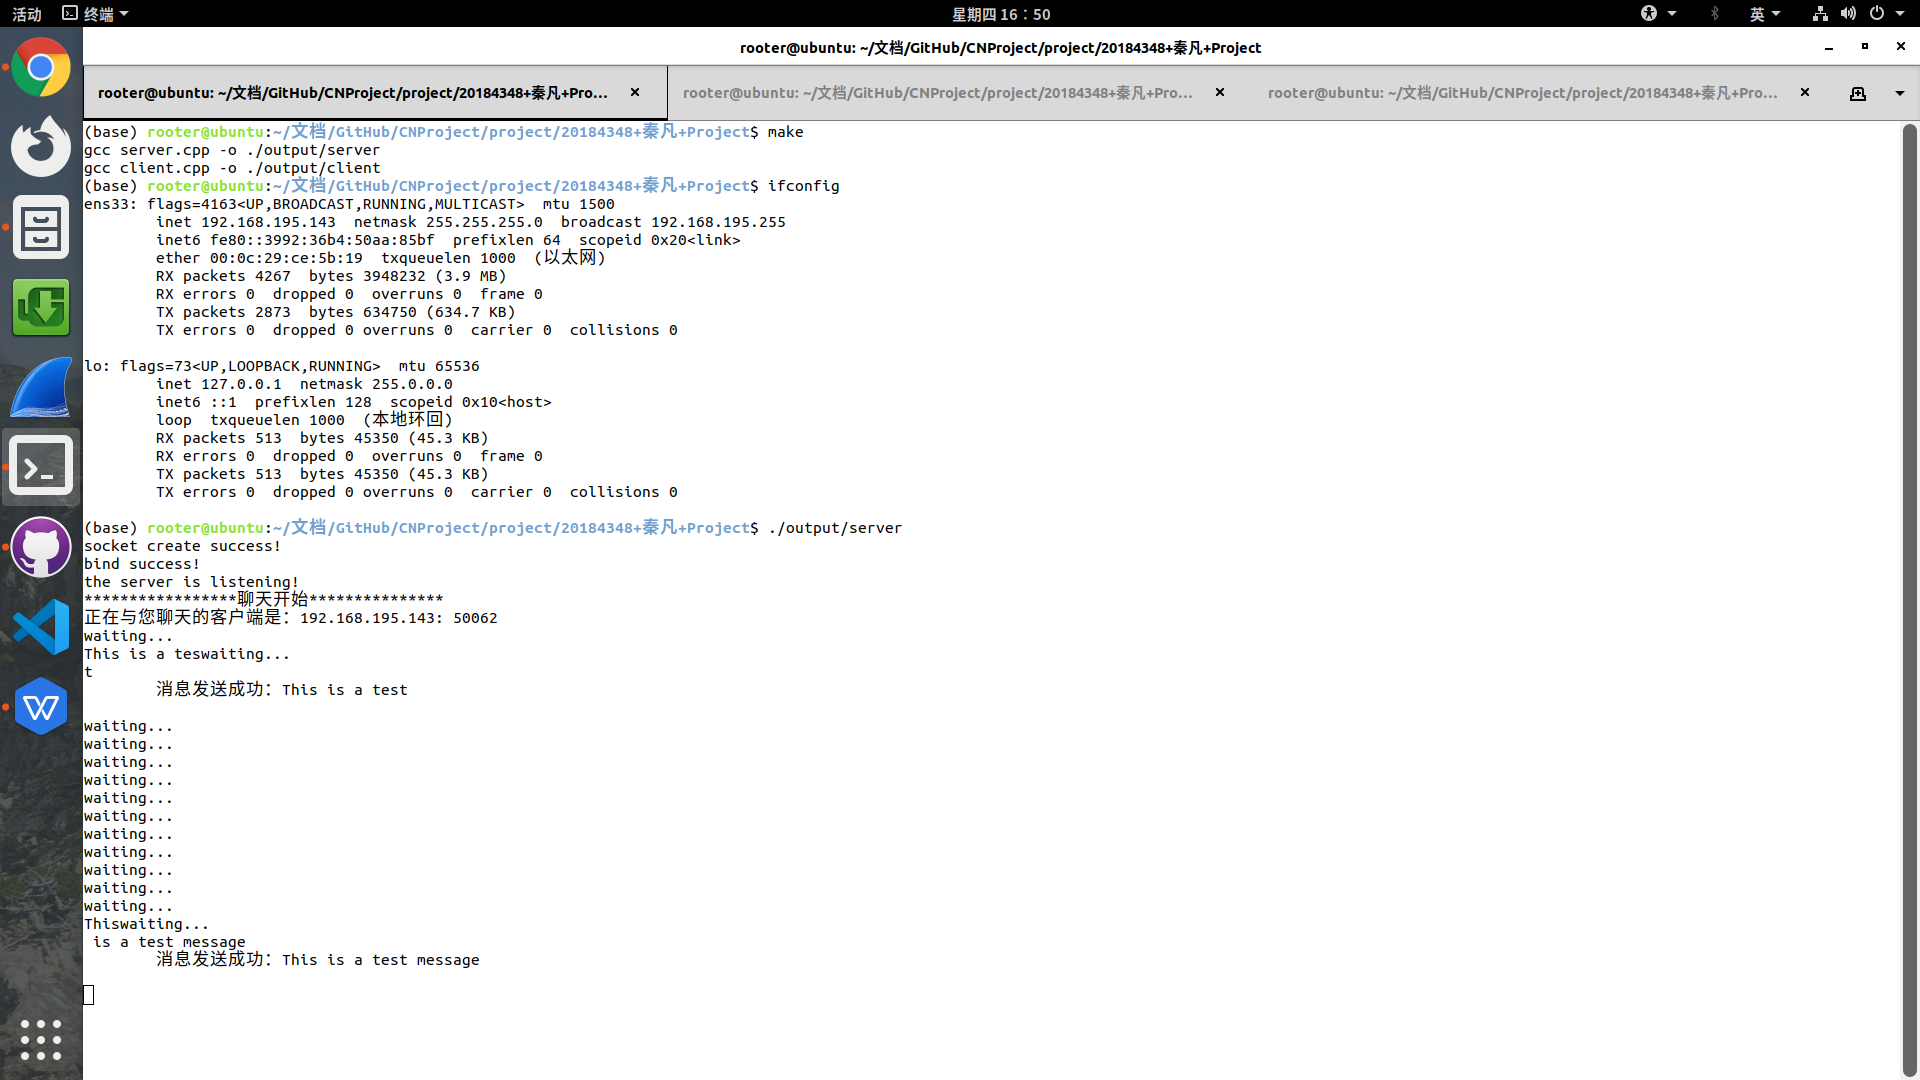 活动 终端 星期四 16：50 英
rooter@ubuntu: ~/文档/GitHub/CNProject/project/20184348+秦凡+Project
rooter@ubuntu: ~/文档/GitHub/CNProject/project/20184348+秦凡+Pro... rooter@ubuntu: ~/文档/GitHub/CNProject/project/20184348+秦凡+Pro... rooter@ubuntu: ~/文档/GitHub/CNProject/project/20184348+秦凡+Pro...
(base) rooter@ubuntu:~/文档/GitHub/CNProject/project/20184348+秦凡+Project$ make
gcc server.cpp -o ./output/server
gcc client.cpp -o ./output/client
(base) rooter@ubuntu:~/文档/GitHub/CNProject/project/20184348+秦凡+Project$ ifconfig
ens33: flags=4163<UP,BROADCAST,RUNNING,MULTICAST>  mtu 1500
        inet 192.168.195.143  netmask 255.255.255.0  broadcast 192.168.195.255
        inet6 fe80::3992:36b4:50aa:85bf  prefixlen 64  scopeid 0x20<link>
        ether 00:0c:29:ce:5b:19  txqueuelen 1000  (以太网)
        RX packets 4267  bytes 3948232 (3.9 MB)
        RX errors 0  dropped 0  overruns 0  frame 0
        TX packets 2873  bytes 634750 (634.7 KB)
        TX errors 0  dropped 0 overruns 0  carrier 0  collisions 0
lo: flags=73<UP,LOOPBACK,RUNNING>  mtu 65536
        inet 127.0.0.1  netmask 255.0.0.0
        inet6 ::1  prefixlen 128  scopeid 0x10<host>
        loop  txqueuelen 1000  (本地环回)
        RX packets 513  bytes 45350 (45.3 KB)
        RX errors 0  dropped 0  overruns 0  frame 0
        TX packets 513  bytes 45350 (45.3 KB)
        TX errors 0  dropped 0 overruns 0  carrier 0  collisions 0
(base) rooter@ubuntu:~/文档/GitHub/CNProject/project/20184348+秦凡+Project$ ./output/server
socket create success!
bind success!
the server is listening!
*****************聊天开始***************
正在与您聊天的客户端是：192.168.195.143: 50062
waiting...
This is a teswaiting...
t
        消息发送成功：This is a test
waiting...
waiting...
waiting...
waiting...
waiting...
waiting...
waiting...
waiting...
waiting...
waiting...
waiting...
Thiswaiting...
 is a test message
        消息发送成功：This is a test message